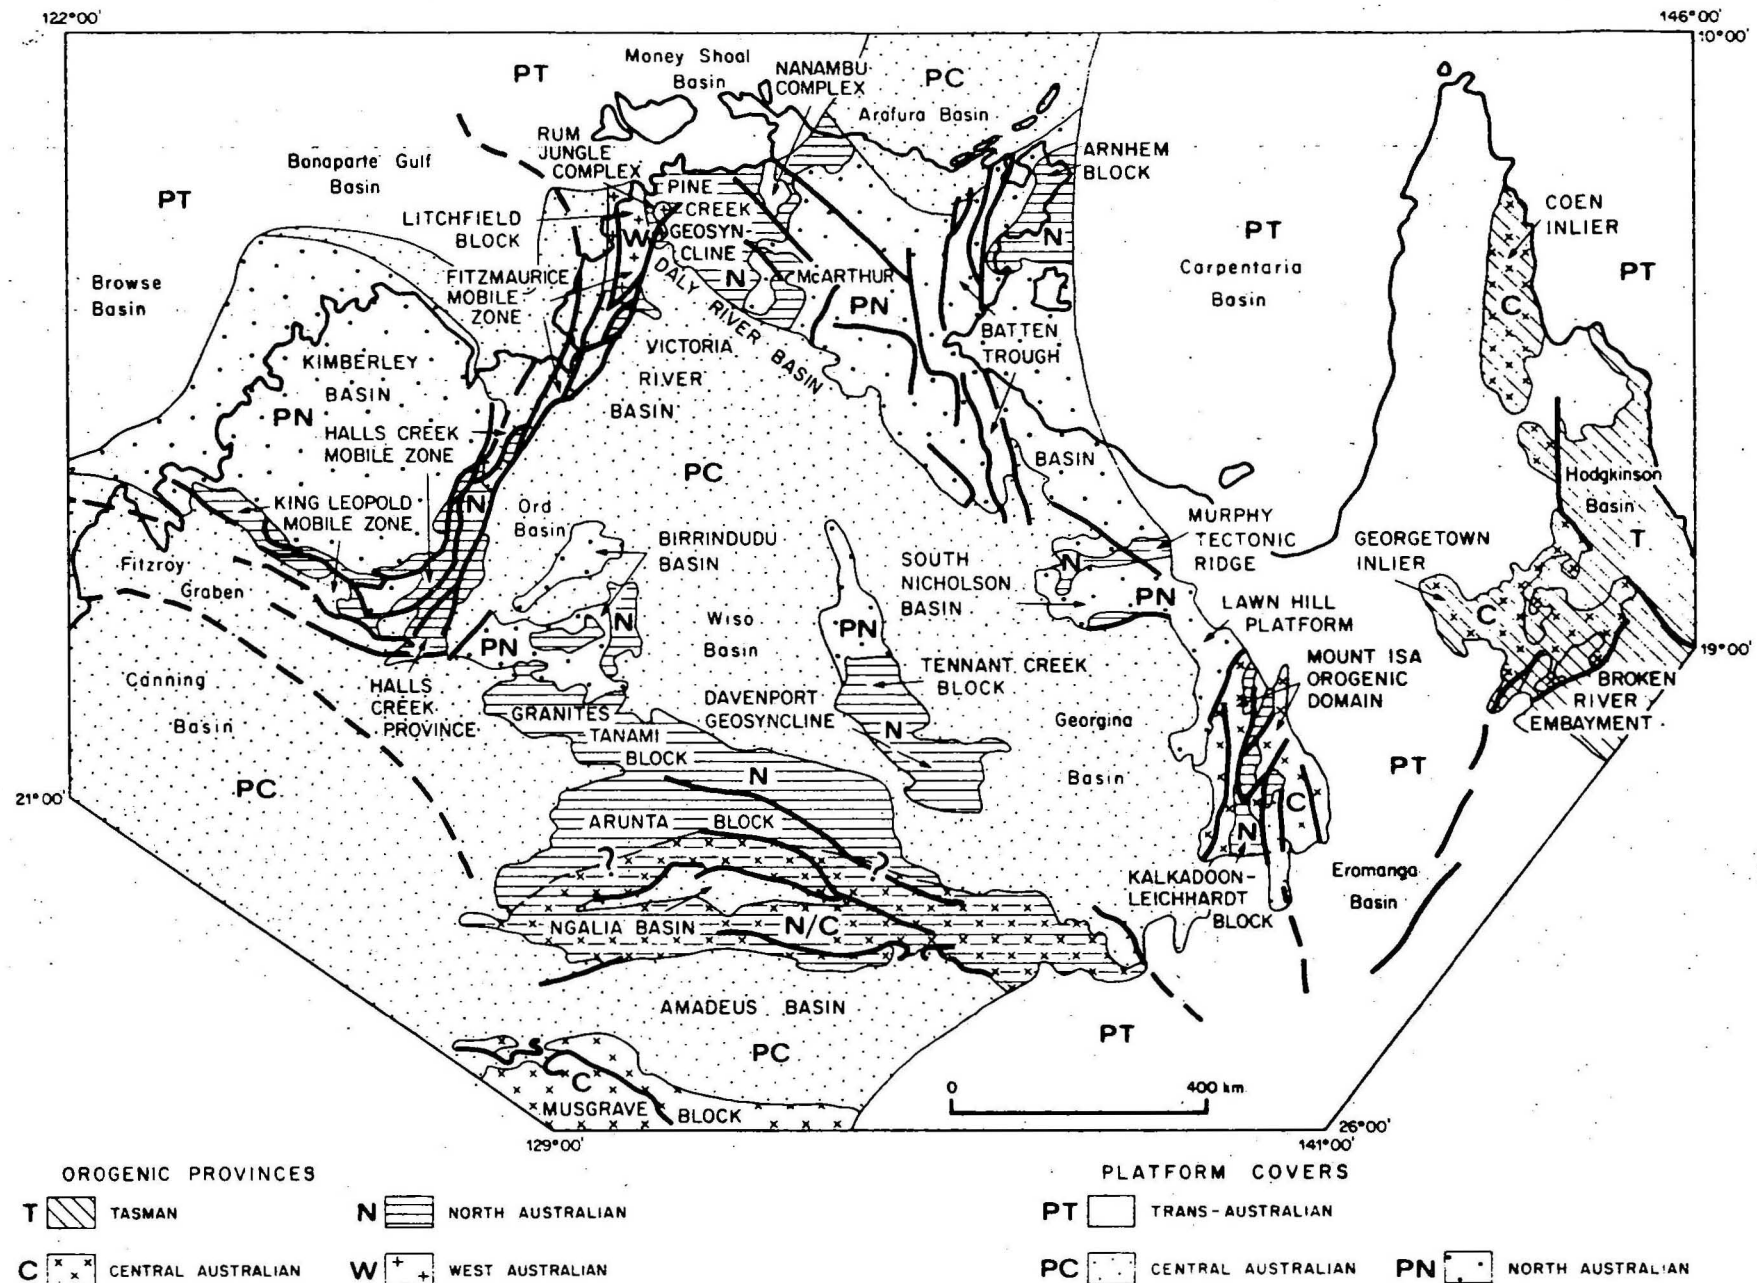 122°00'
146°00'
10°00'
PT
Money Shoal
Basin
NANAMBU
COMPLEX
PC
Arafura Basin
RUM
JUNGLE
COMPLEX
ARNHEM
BLOCK
Bonaparte Gulf
Basin
PT
PINE
CREEK
GEOSYN-
CLINE
N
LITCHFIELD
BLOCK
W
N
COEN
INLIER
PT
Carpentaria
Basin
PT
Browse
Basin
FITZMAURICE
MOBILE
ZONE
DALY RIVER BASIN
McARTHUR
PN
C
BATTEN
TROUGH
KIMBERLEY
BASIN
PN
VICTORIA
RIVER
BASIN
HALLS CREEK
MOBILE ZONE
PC
BASIN
Hodgkinson
Basin
T
KING LEOPOLD
MOBILE ZONE
N
Ord
Basin
BIRRINDUDU
BASIN
SOUTH
NICHOLSON
BASIN
MURPHY
TECTONIC
RIDGE
GEORGETOWN
INLIER
Fitzroy
Graben
N
PN
C
N
Wiso
Basin
PN
LAWN HILL
PLATFORM
PN
19°00'
Canning
Basin
HALLS
CREEK
PROVINCE
TENNANT CREEK
BLOCK
MOUNT ISA
OROGENIC
DOMAIN
BROKEN
RIVER
EMBAYMENT
GRANITES
TANAMI
BLOCK
DAVENPORT
GEOSYNCLINE
N
Georgina
Basin
PT
N
PC
21°00'
C
ARUNTA BLOCK
N
?
?
KALKADOON-
LEICHHARDT
BLOCK
Eromanga
Basin
NGALIA BASIN
N/C
AMADEUS BASIN
PC
PT
C
MUSGRAVE BLOCK
0
400 km
129°00'
141°00'
26°00'
OROGENIC PROVINCES
T TASMAN
N NORTH AUSTRALIAN
C CENTRAL AUSTRALIAN
W WEST AUSTRALIAN
PLATFORM COVERS
PT TRANS-AUSTRALIAN
PC CENTRAL AUSTRALIAN
PN NORTH AUSTRALIAN